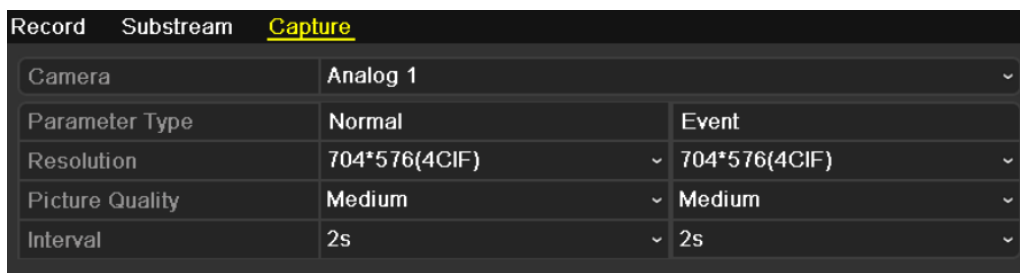 Record Substream Capture
Camera Analog 1
Parameter Type Normal Event
Resolution 704*576(4CIF) 704*576(4CIF)
Picture Quality Medium Medium
Interval 2s 2s